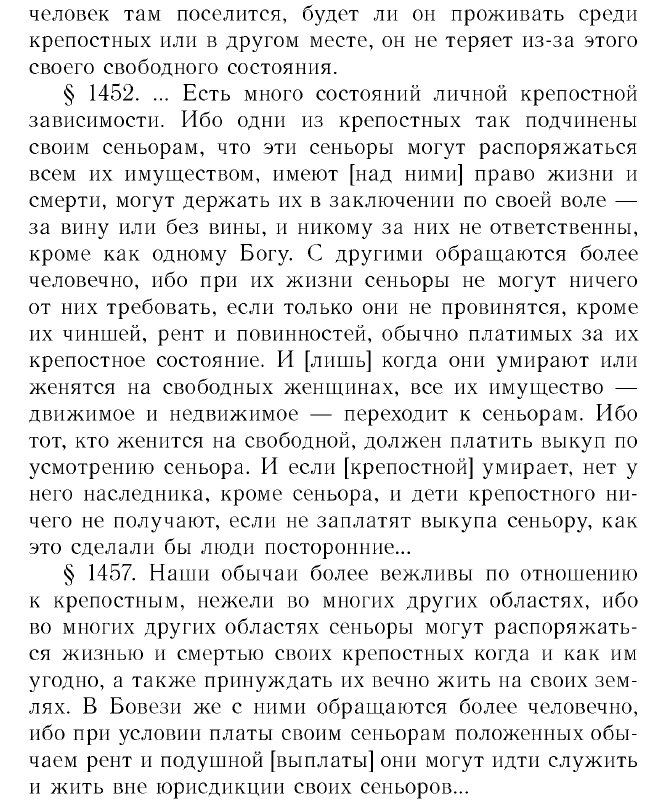 человек там поселится, будет ли он проживать среди
крепостных или в другом месте, он не теряет из-за этого
своего свободного состояния.
§ 1452. ... Есть много состояний личной крепостной
зависимости. Ибо одни из крепостных так подчинены
своим сеньорам, что эти сеньоры могут распоряжаться
всем их имуществом, имеют [над ними] право жизни и
смерти, могут держать их в заключении по своей воле —
за вину или без вины, и никому за них не ответственны,
кроме как одному Богу. С другими обращаются более
человечно, ибо при их жизни сеньоры не могут ничего
от них требовать, если только они не провинятся, кроме
их чиншей, рент и повинностей, обычно платимых за их
крепостное состояние. И [лишь] когда они умирают или
женятся на свободных женщинах, все их имущество —
движимое и недвижимое — переходит к сеньорам. Ибо
тот, кто женится на свободной, должен платить выкуп по
усмотрению сеньора. И если [крепостной] умирает, нет у
него наследника, кроме сеньора, и дети крепостного ни-
чего не получают, если не заплатят выкупа сеньору, как
это сделали бы люди посторонние...
§ 1457. Наши обычаи более вежливы по отношению
к крепостным, нежели во многих других областях, ибо
во многих других областях сеньоры могут распоряжать-
ся жизнью и смертью своих крепостных когда и как им
угодно, а также принуждать их вечно жить на своих зем-
лях. В Бовези же с ними обращаются более человечно,
ибо при условии платы своим сеньорам положенных обы-
чаем рент и подушной [выплаты] они могут идти служить
и жить вне юрисдикции своих сеньоров...